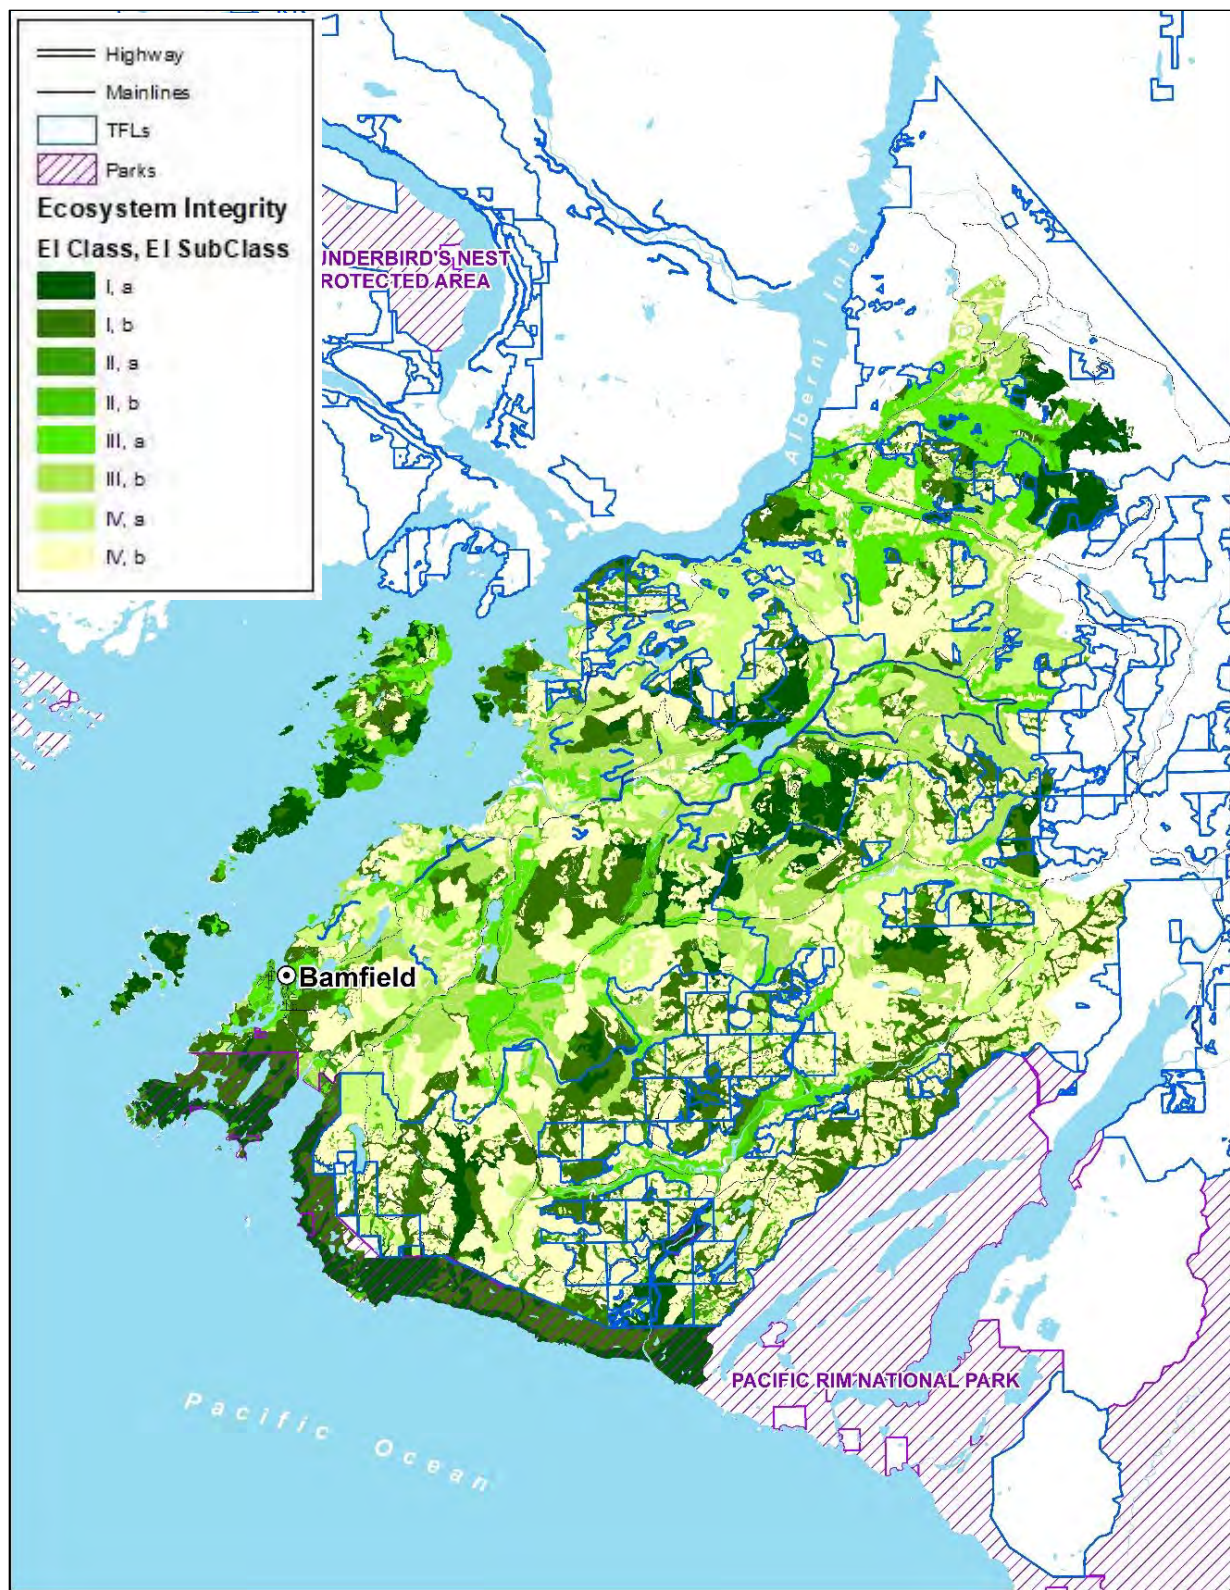 Highway
Mainlines
TFLs
Parks
Ecosystem Integrity
EI Class, EI SubClass
I, a
I, b
II, a
II, b
III, a
III, b
IV, a
IV, b
UNDERBIRD'S NEST
ROTECTED AREA
Alberni Inlet
Bamfield
PACIFIC RIM NATIONAL PARK
Pacific Ocean